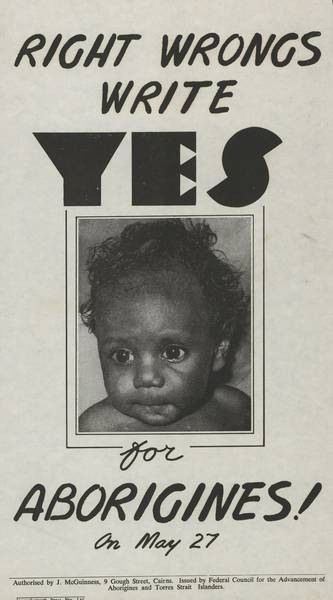 RIGHT WRONGS
WRITE
YES
for
ABORIGINES!
on May 27
Authorised by J. McGuinness, 9 Gough Street, Cairns. Issued by Federal Council for the Advancement of
Aborigines and Torres Strait Islanders.